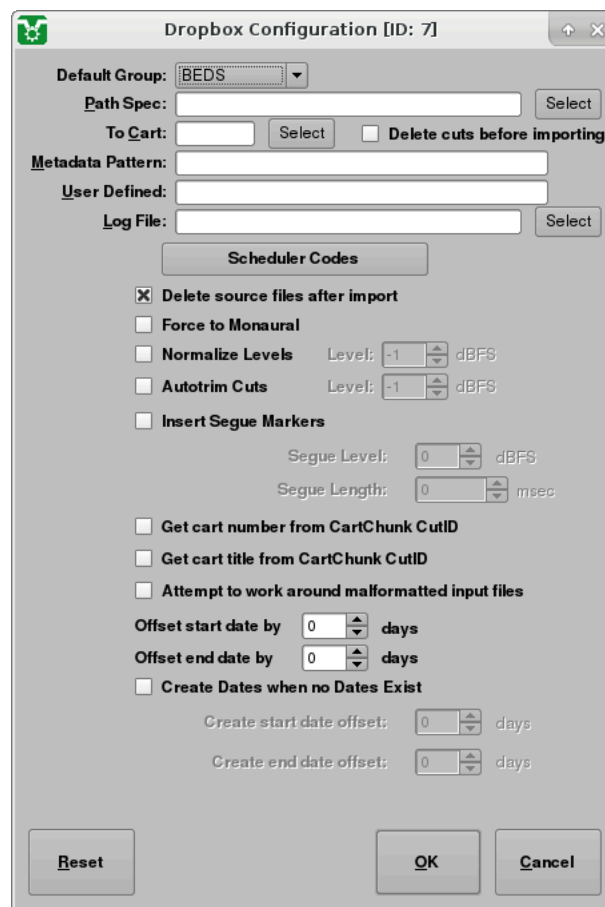 Dropbox Configuration [ID: 7]
Default Group: BEDS
Path Spec: Select
To Cart: Select Delete cuts before importing
Metadata Pattern:
User Defined:
Log File: Select
Scheduler Codes
Delete source files after import
Force to Monaural
Normalize Levels Level: -1 dBFS
Autotrim Cuts Level: -1 dBFS
Insert Segue Markers
Segue Level: 0 dBFS
Segue Length: 0 msec
Get cart number from CartChunk CutID
Get cart title from CartChunk CutID
Attempt to work around malformatted input files
Offset start date by 0 days
Offset end date by 0 days
Create Dates when no Dates Exist
Create start date offset: 0 days
Create end date offset: 0 days
Reset OK Cancel